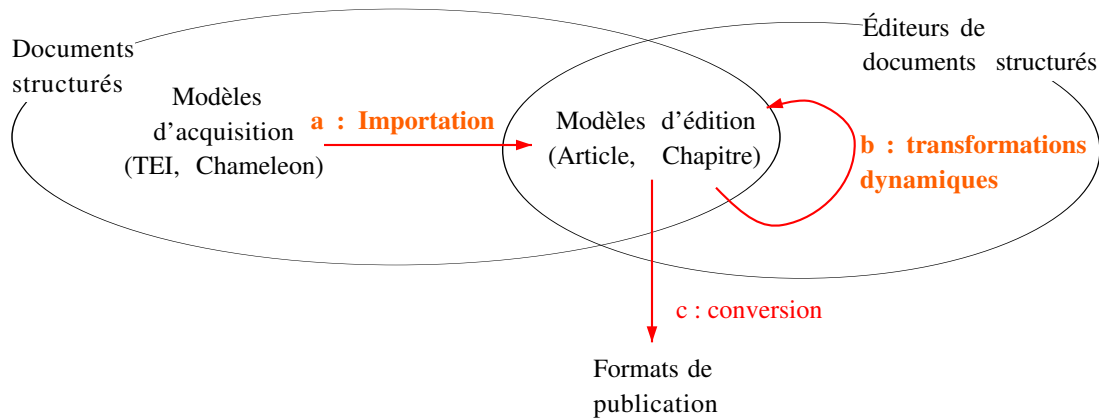 Documents
structurés
Éditeurs de
documents structurés
Modèles
d'acquisition
(TEI, Chameleon)
a : Importation
Modèles d'édition
(Article, Chapitre)
b : transformations
dynamiques
c : conversion
Formats de
publication